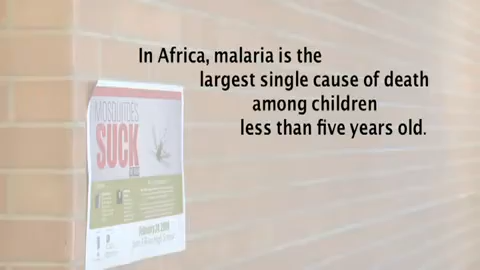 In Africa, malaria is the
largest single cause of death
among children
less than five years old.
MOSQUITOES
SUCK